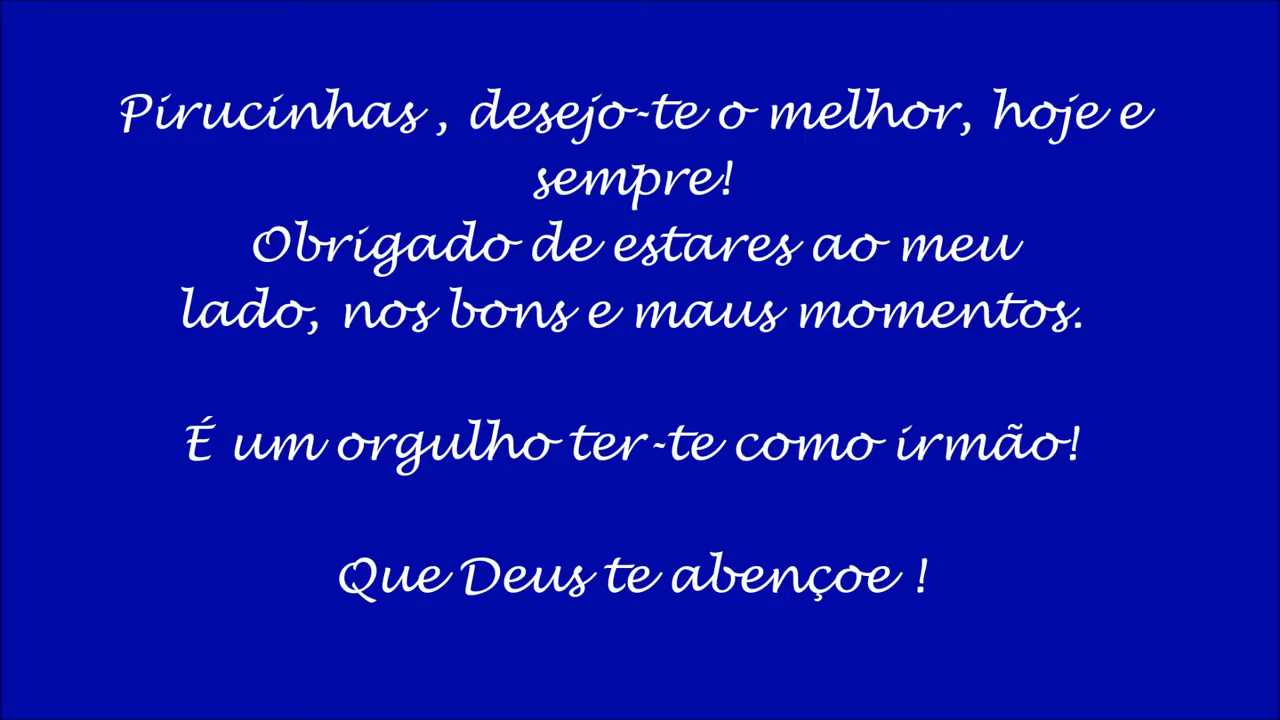 Pirucinhas , desejo-te o melhor, hoje e
sempre!
Obrigado de estares ao meu
lado, nos bons e maus momentos.
É um orgulho ter-te como irmão!
Que Deus te abençoe !